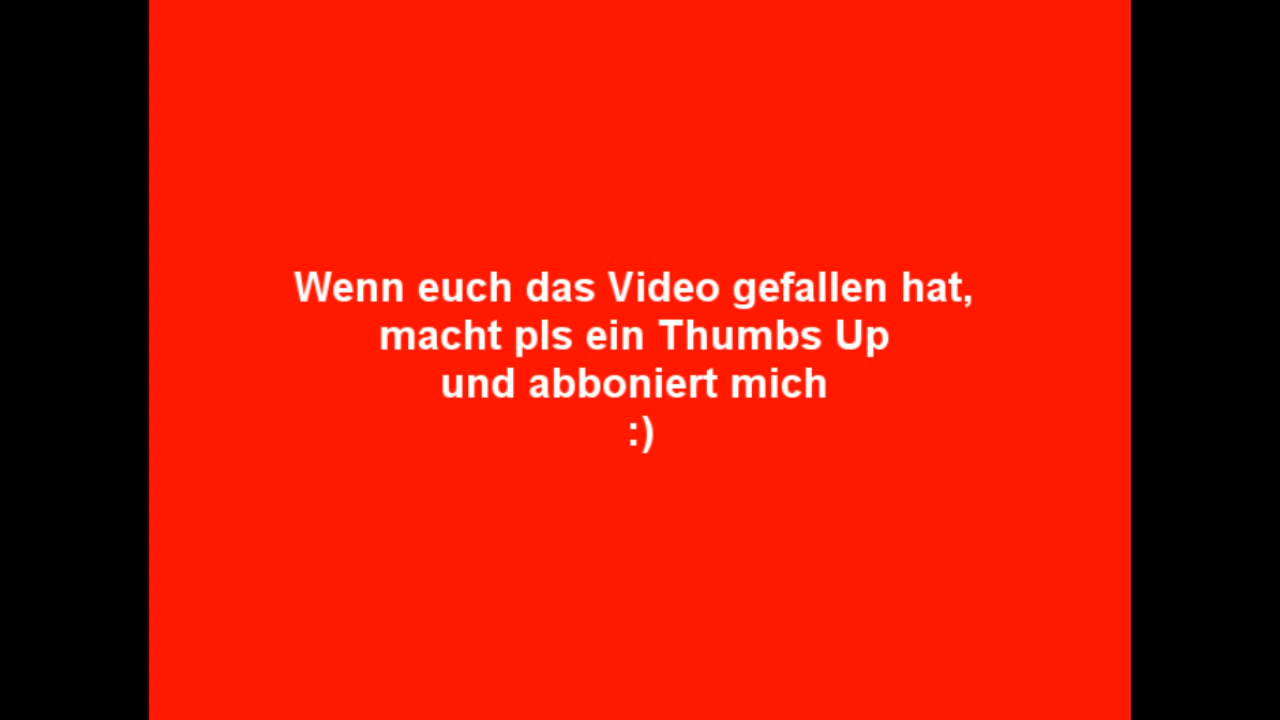 Wenn euch das Video gefallen hat,
macht pls ein Thumbs Up
und abboniert mich
:)